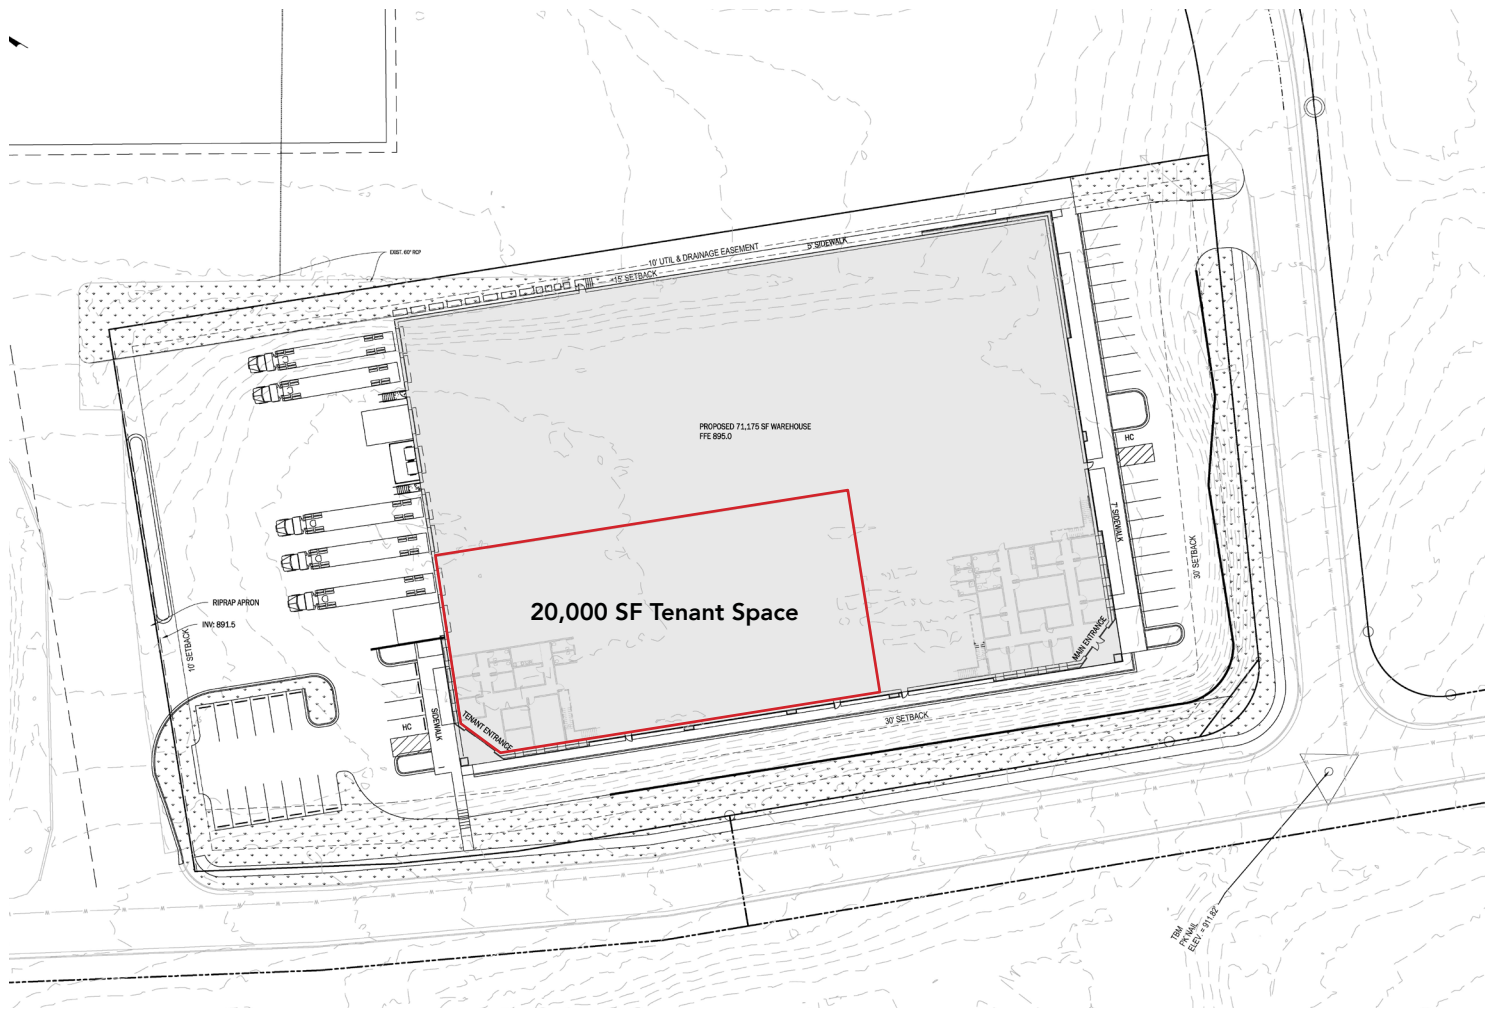 EXIST. 60" RCP
10' UTIL & DRAINAGE EASEMENT
5' SIDEWALK
15' SETBACK
PROPOSED 71,175 SF WAREHOUSE
FFE 895.0
HC
7' SIDEWALK
30' SETBACK
RIPRAP APRON
INV: 891.5
10' SETBACK
20,000 SF Tenant Space
MAIN ENTRANCE
TENANT ENTRANCE
SIDEWALK
HC
30' SETBACK
TBM
PK NAIL
ELEV. = 911.82'